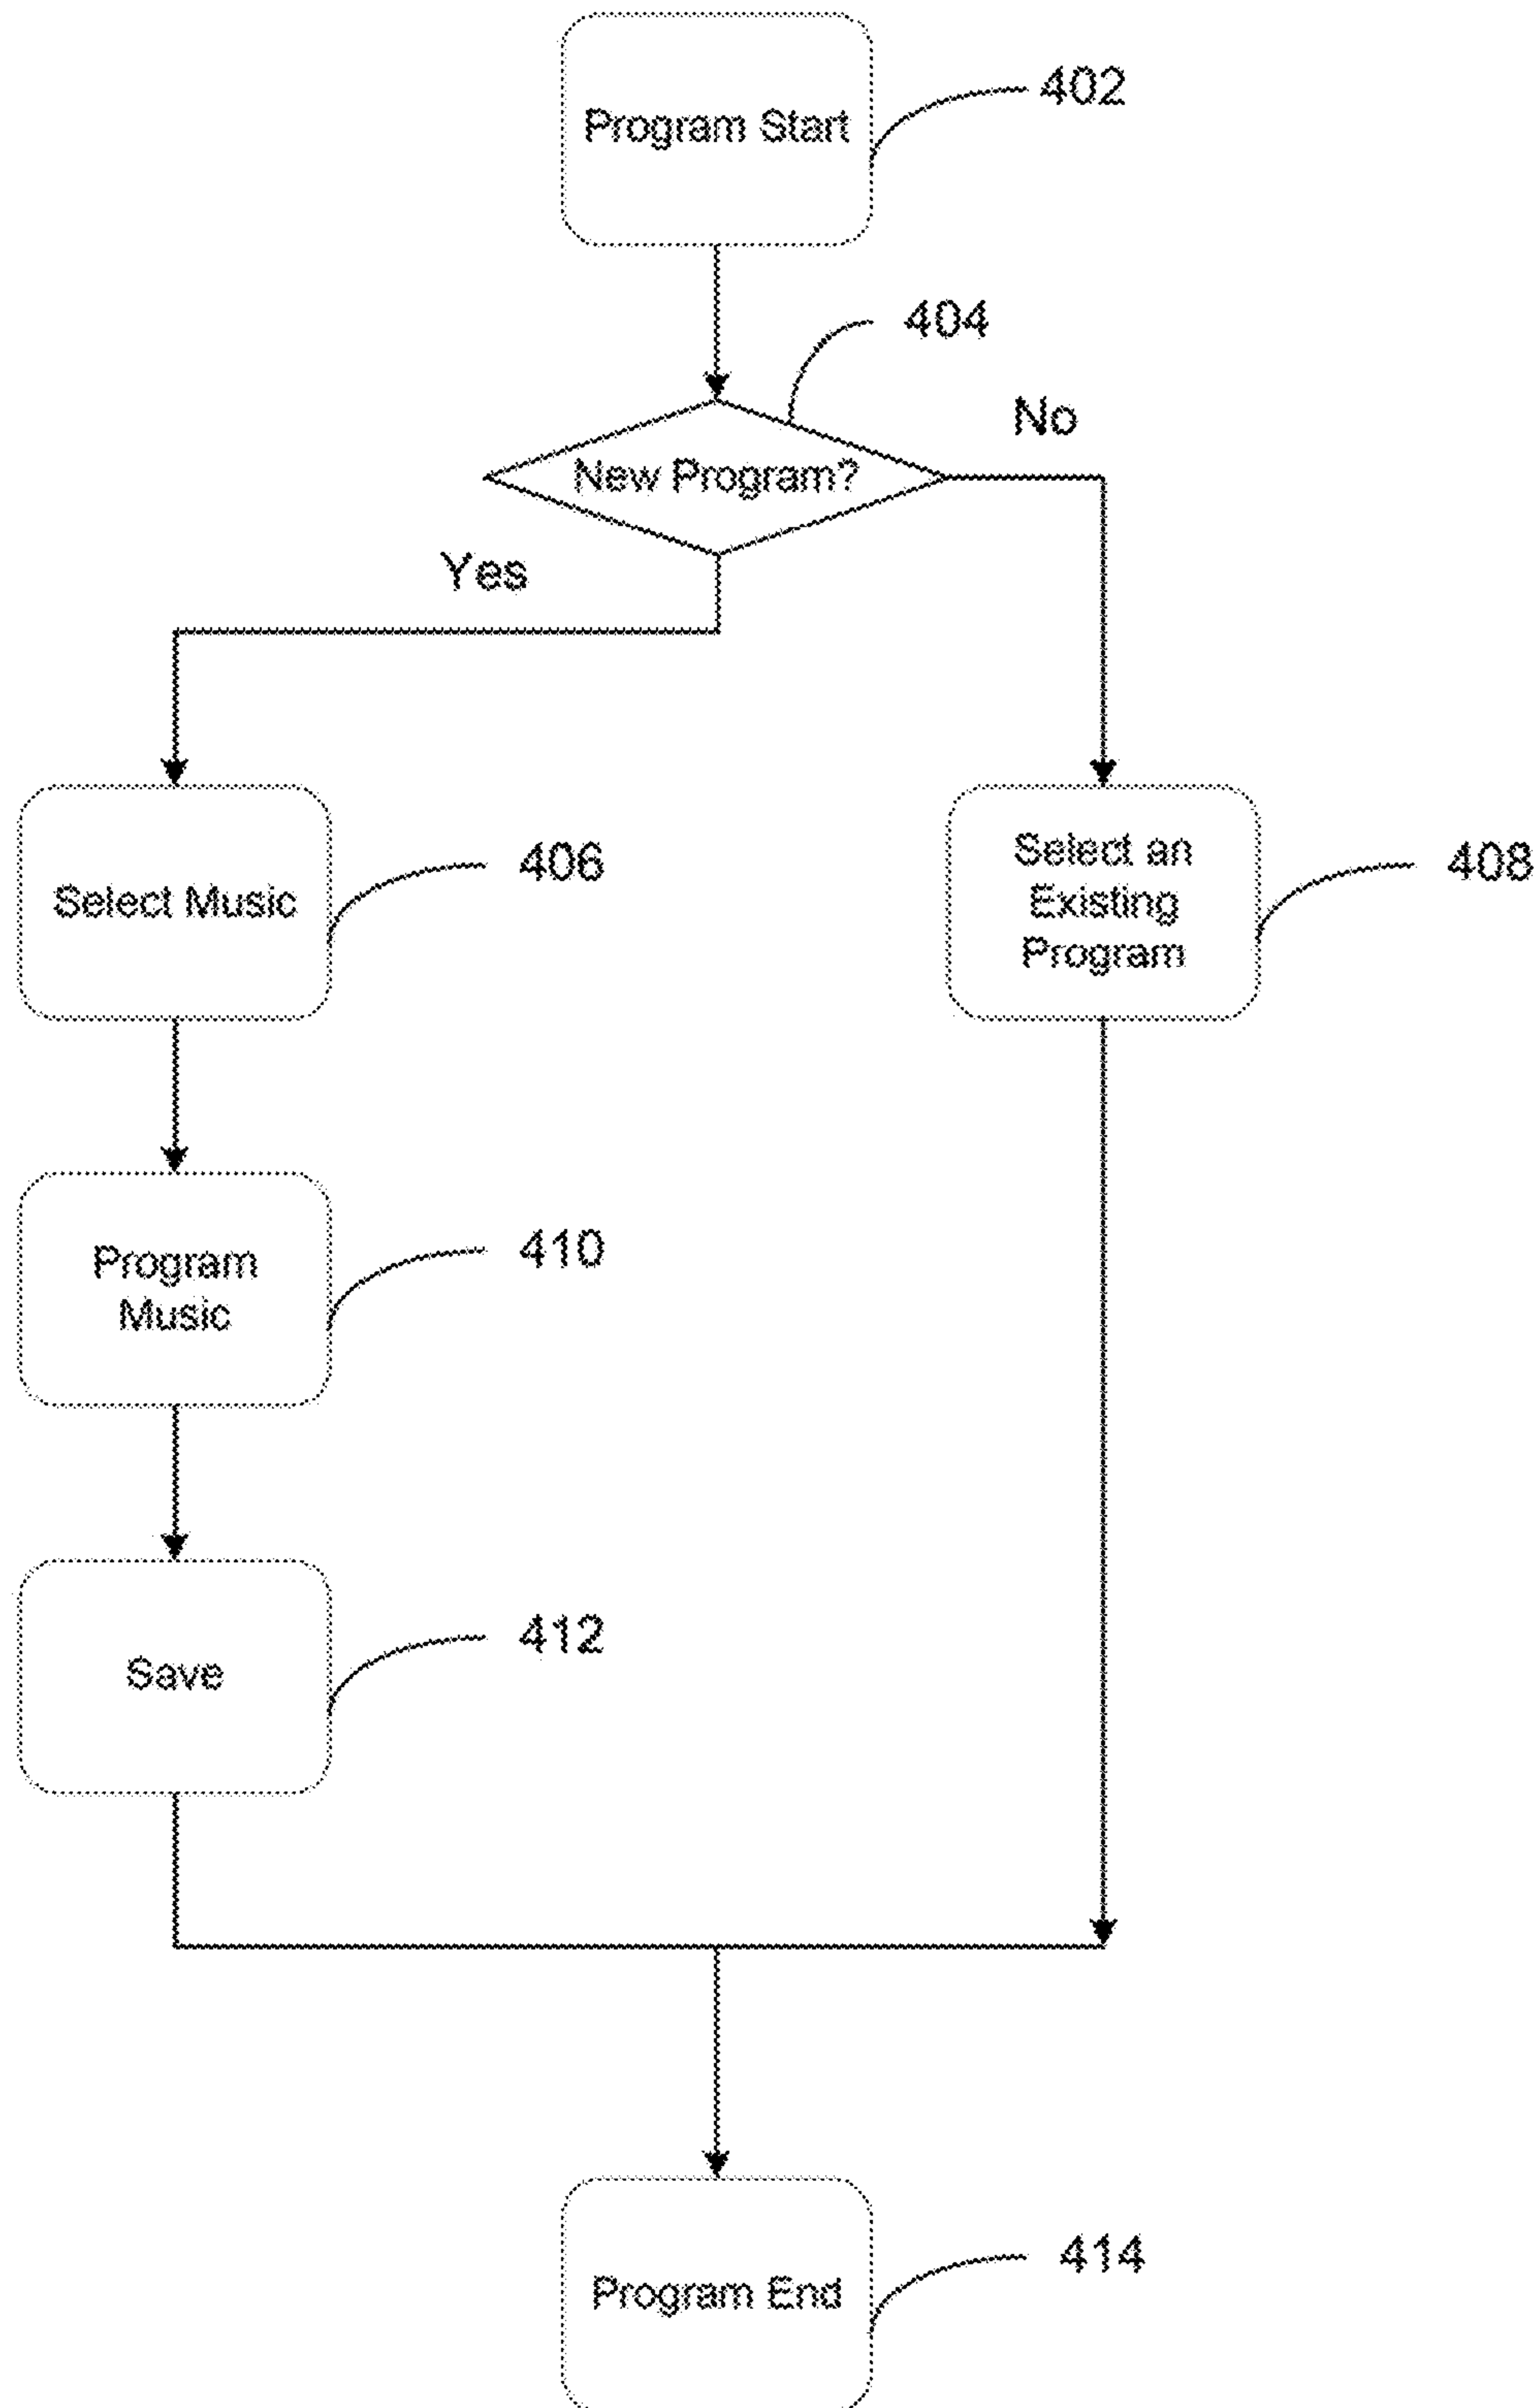 Program Start
402
404
New Program?
No
Yes
Select Music
406
Select an
Existing
Program
408
Program
Music
410
Save
412
Program End
414